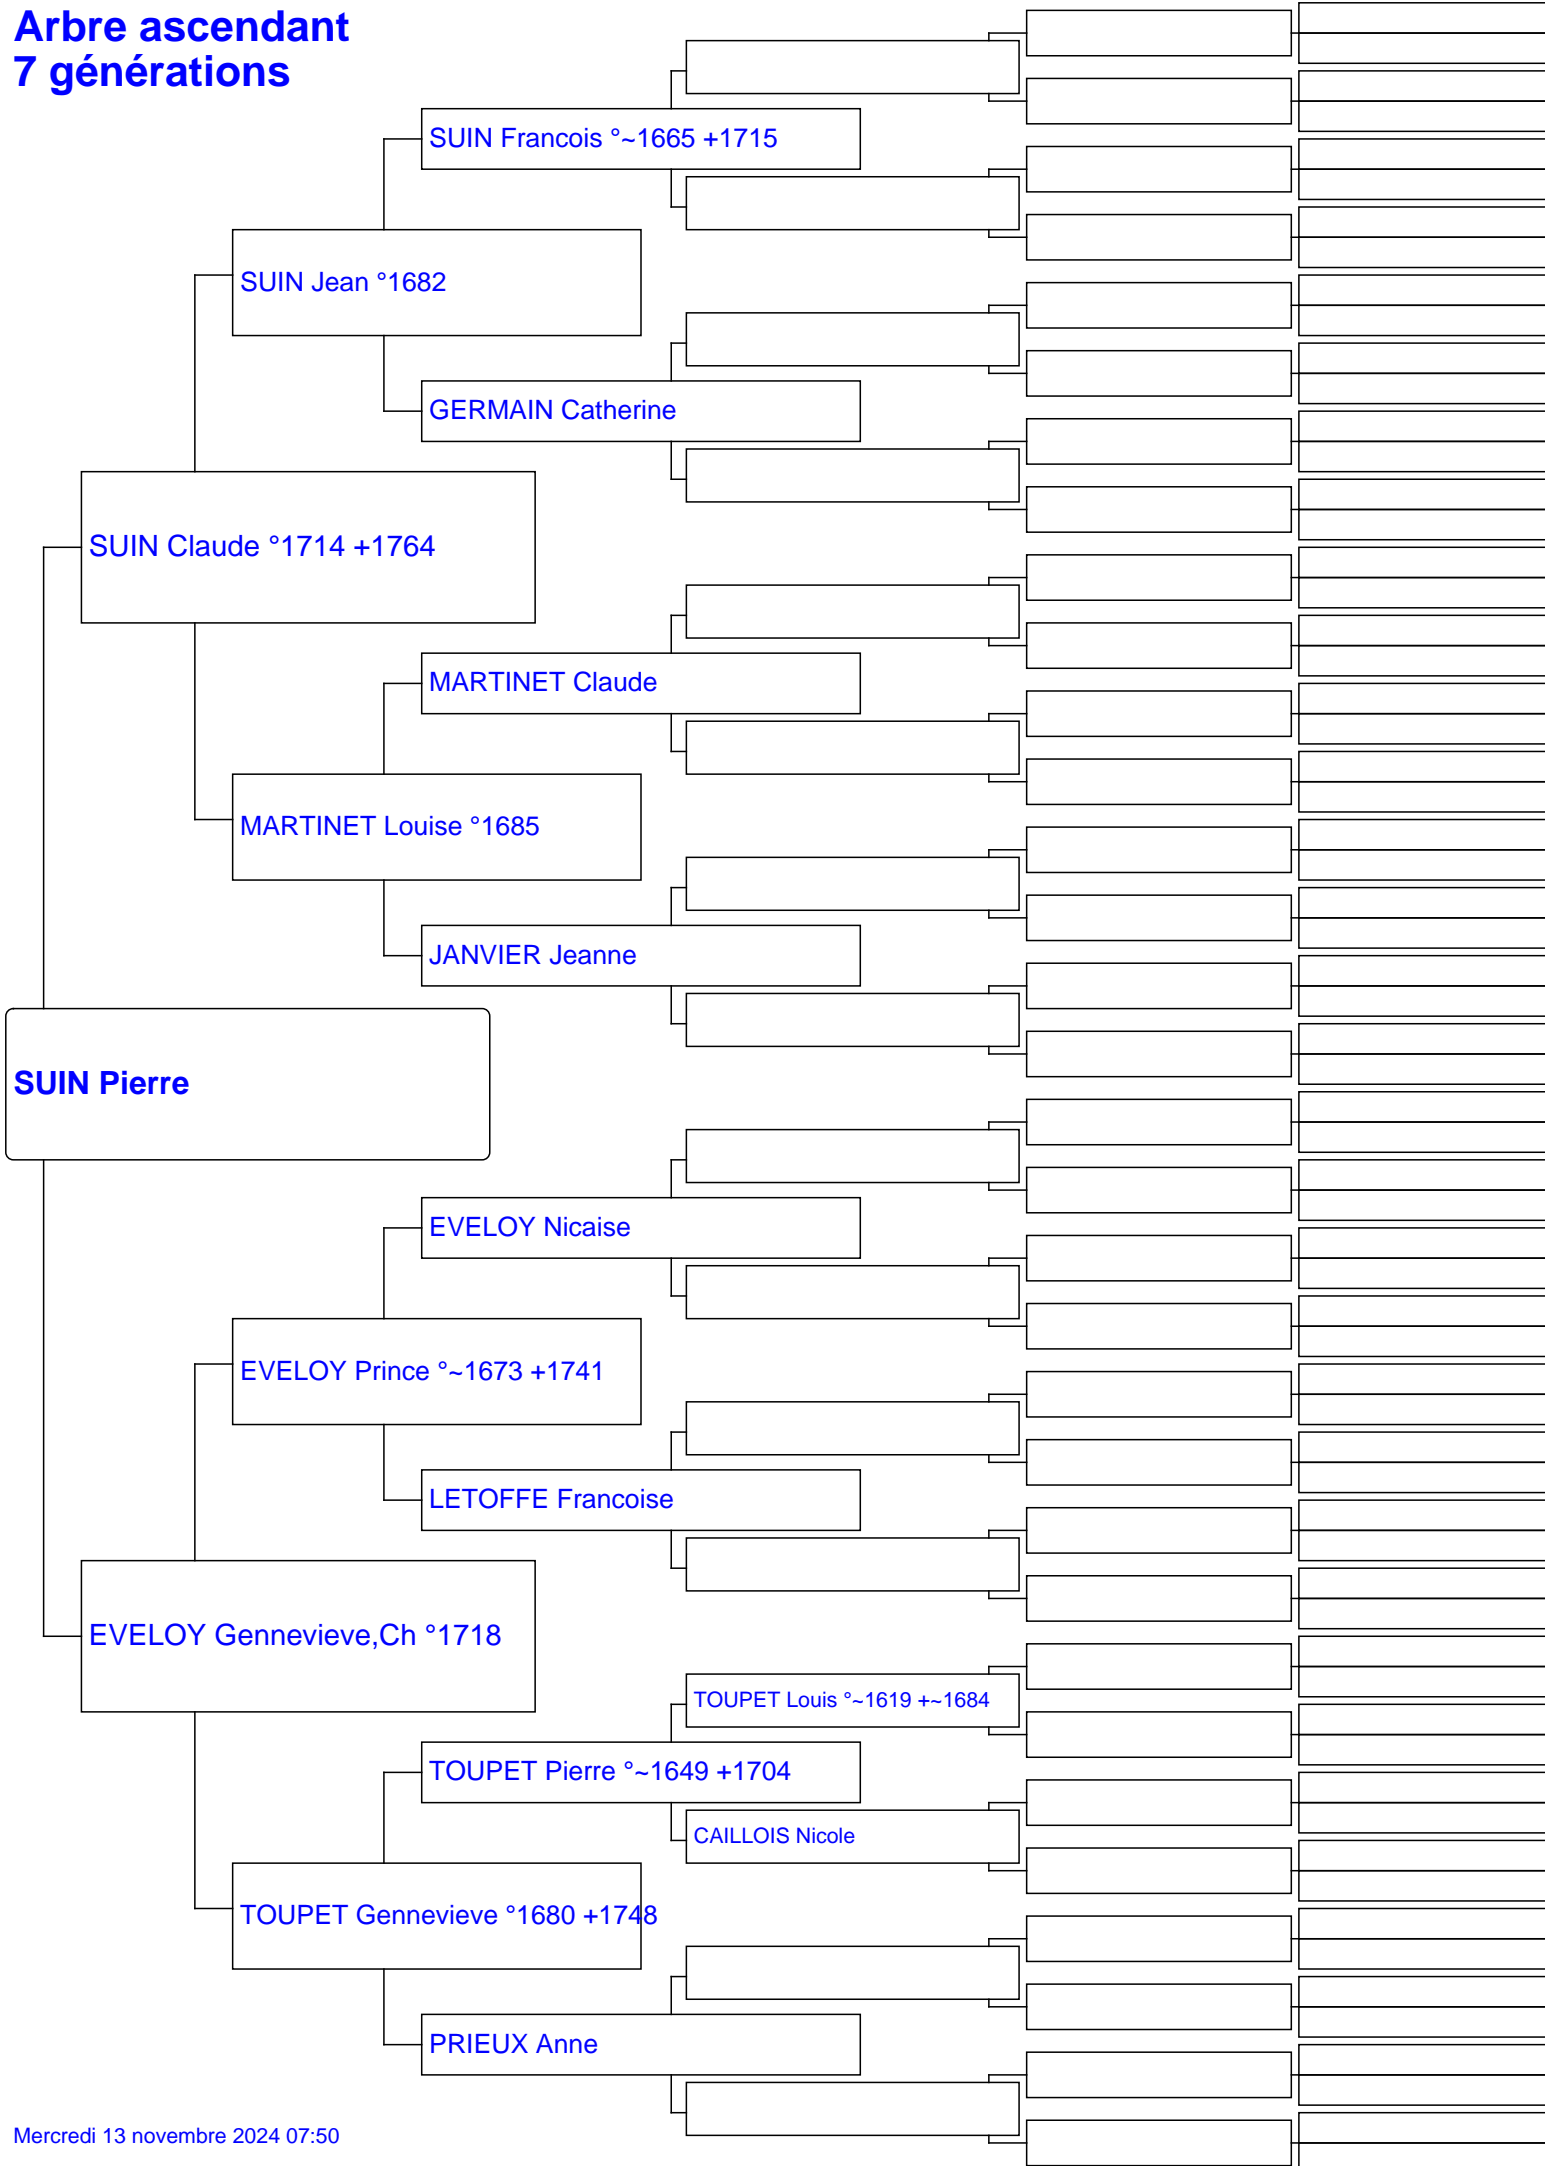 Arbre ascendant
7 générations
SUIN Francois °~1665 +1715
SUIN Jean °1682
GERMAIN Catherine
SUIN Claude °1714 +1764
MARTINET Claude
MARTINET Louise °1685
JANVIER Jeanne
SUIN Pierre
EVELOY Nicaise
EVELOY Prince °~1673 +1741
LETOFFE Francoise
EVELOY Gennevieve,Ch °1718
TOUPET Louis °~1619 +~1684
TOUPET Pierre °~1649 +1704
CAILLOIS Nicole
TOUPET Gennevieve °1680 +1748
PRIEUX Anne
Mercredi 13 novembre 2024 07:50